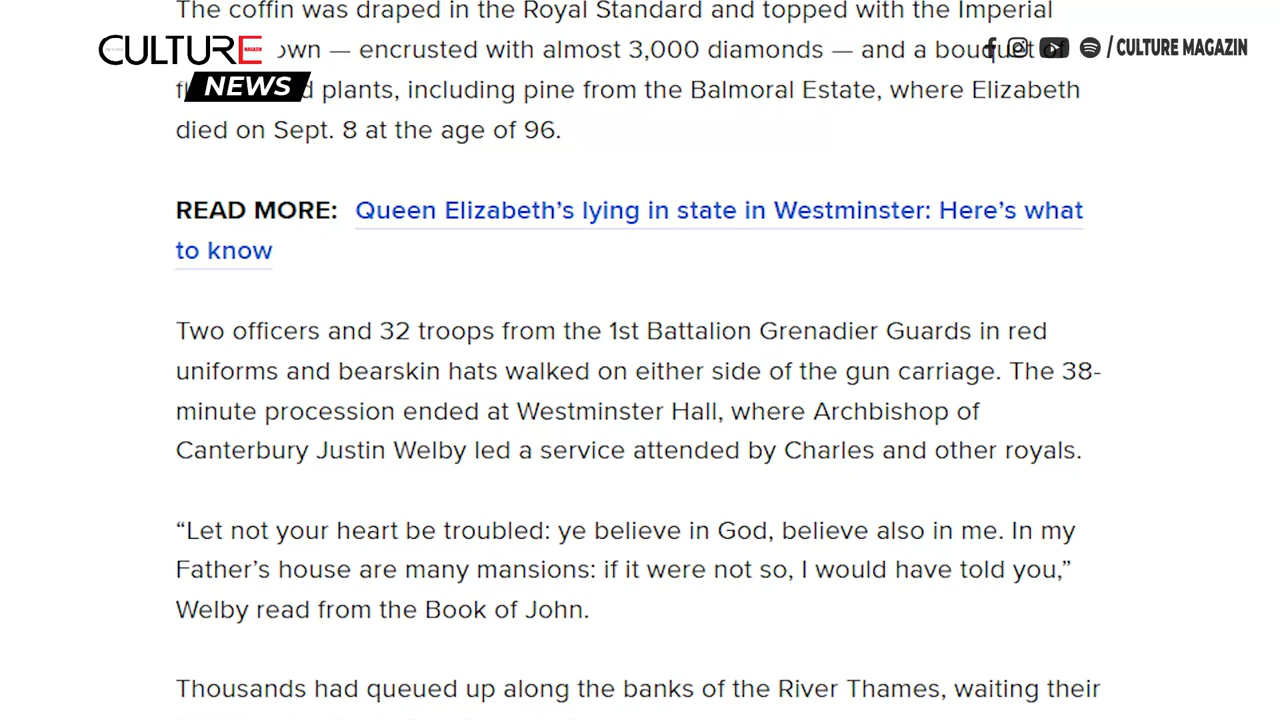 The coffin was draped in the Royal Standard and topped with the Imperial
CULTURE
MAGAZIN
own — encrusted with almost 3,000 diamonds — and a bouquet of
/ CULTURE MAGAZIN
NEWS
d plants, including pine from the Balmoral Estate, where Elizabeth
died on Sept. 8 at the age of 96.
READ MORE: Queen Elizabeth’s lying in state in Westminster: Here’s what
to know
Two officers and 32 troops from the 1st Battalion Grenadier Guards in red
uniforms and bearskin hats walked on either side of the gun carriage. The 38-
minute procession ended at Westminster Hall, where Archbishop of
Canterbury Justin Welby led a service attended by Charles and other royals.
“Let not your heart be troubled: ye believe in God, believe also in me. In my
Father’s house are many mansions: if it were not so, I would have told you,”
Welby read from the Book of John.
Thousands had queued up along the banks of the River Thames, waiting their